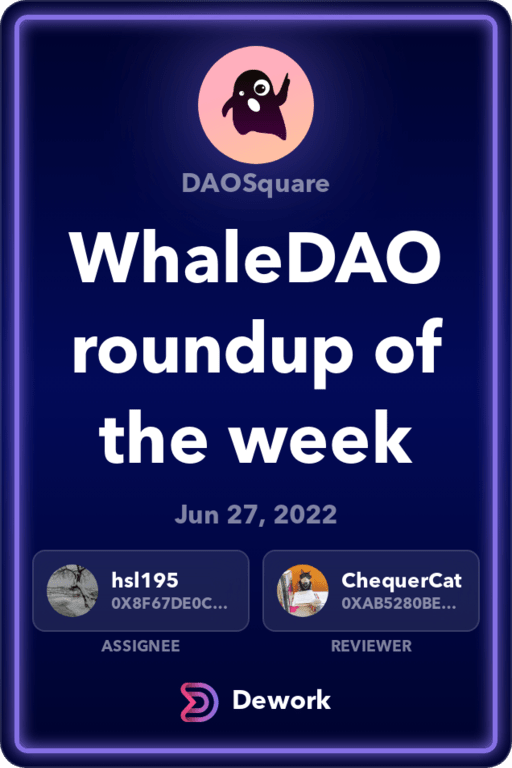 DAOSquare
WhaleDAO
roundup of
the week
Jun 27, 2022
hsl195
0X8F67DE0C...
ChequerCat
0XAB5280BE...
ASSIGNEE
REVIEWER
Dework